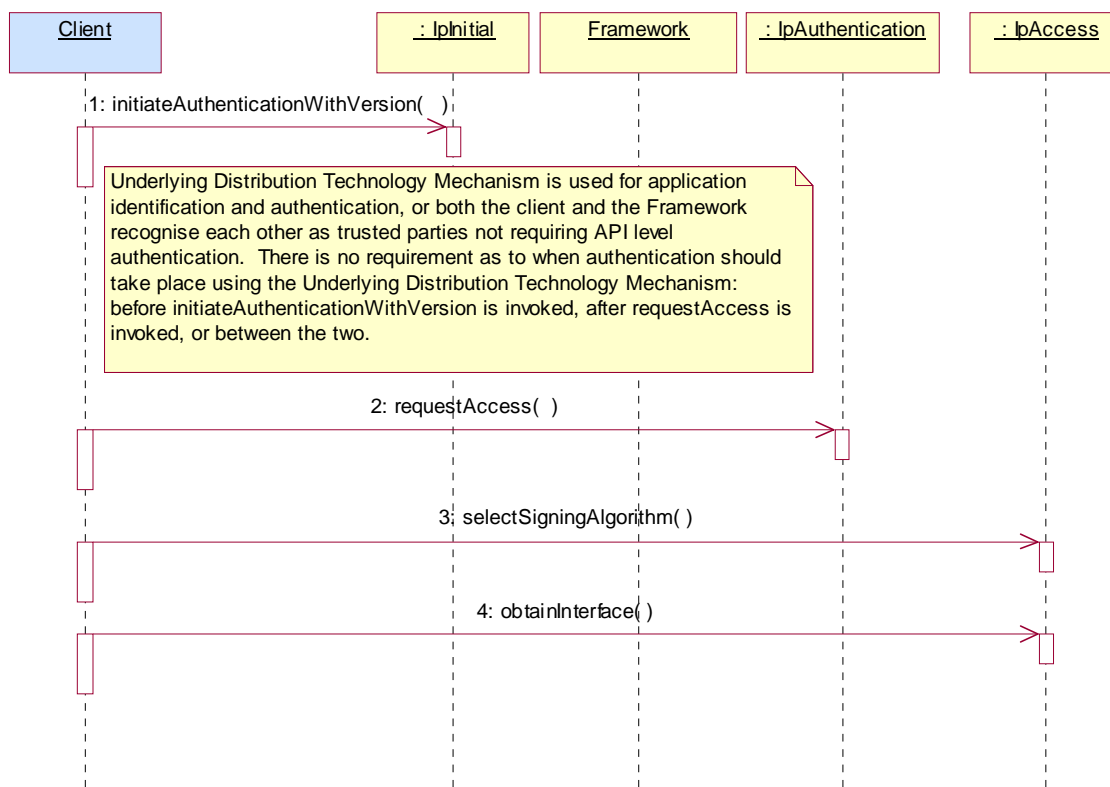 Client
: IpInitial
Framework
: IpAuthentication
: IpAccess
1: initiateAuthenticationWithVersion( )
Underlying Distribution Technology Mechanism is used for application
identification and authentication, or both the client and the Framework
recognise each other as trusted parties not requiring API level
authentication. There is no requirement as to when authentication should
take place using the Underlying Distribution Technology Mechanism:
before initiateAuthenticationWithVersion is invoked, after requestAccess is
invoked, or between the two.
2: requestAccess( )
3: selectSigningAlgorithm( )
4: obtainInterface( )